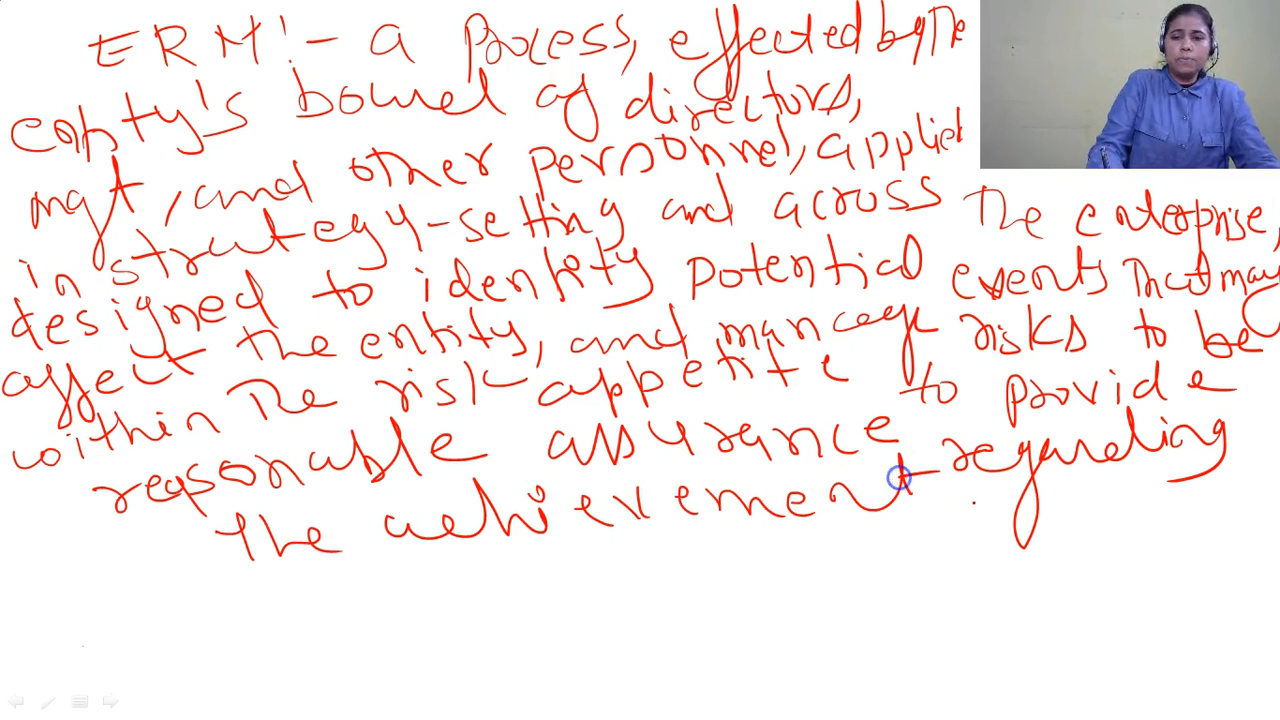 ERM:- a process, effected by the
entity's board of directors,
mgt, and other personnel, applied
in strategy-setting and across the enterprise,
designed to identity potential events that may
affect the entity, and manage risks to be
within the risk appetite to provide
reasonable assurance regarding
the achievement